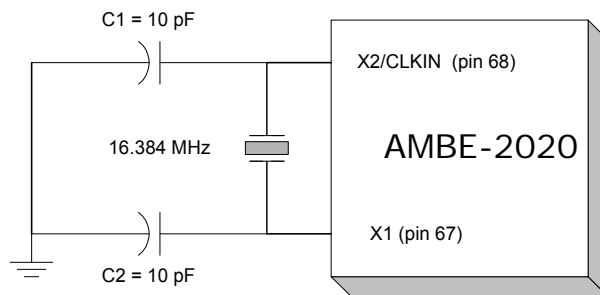 C1 = 10 pF
X2/CLKIN (pin 68)
16.384 MHz
AMBE-2020
X1 (pin 67)
C2 = 10 pF